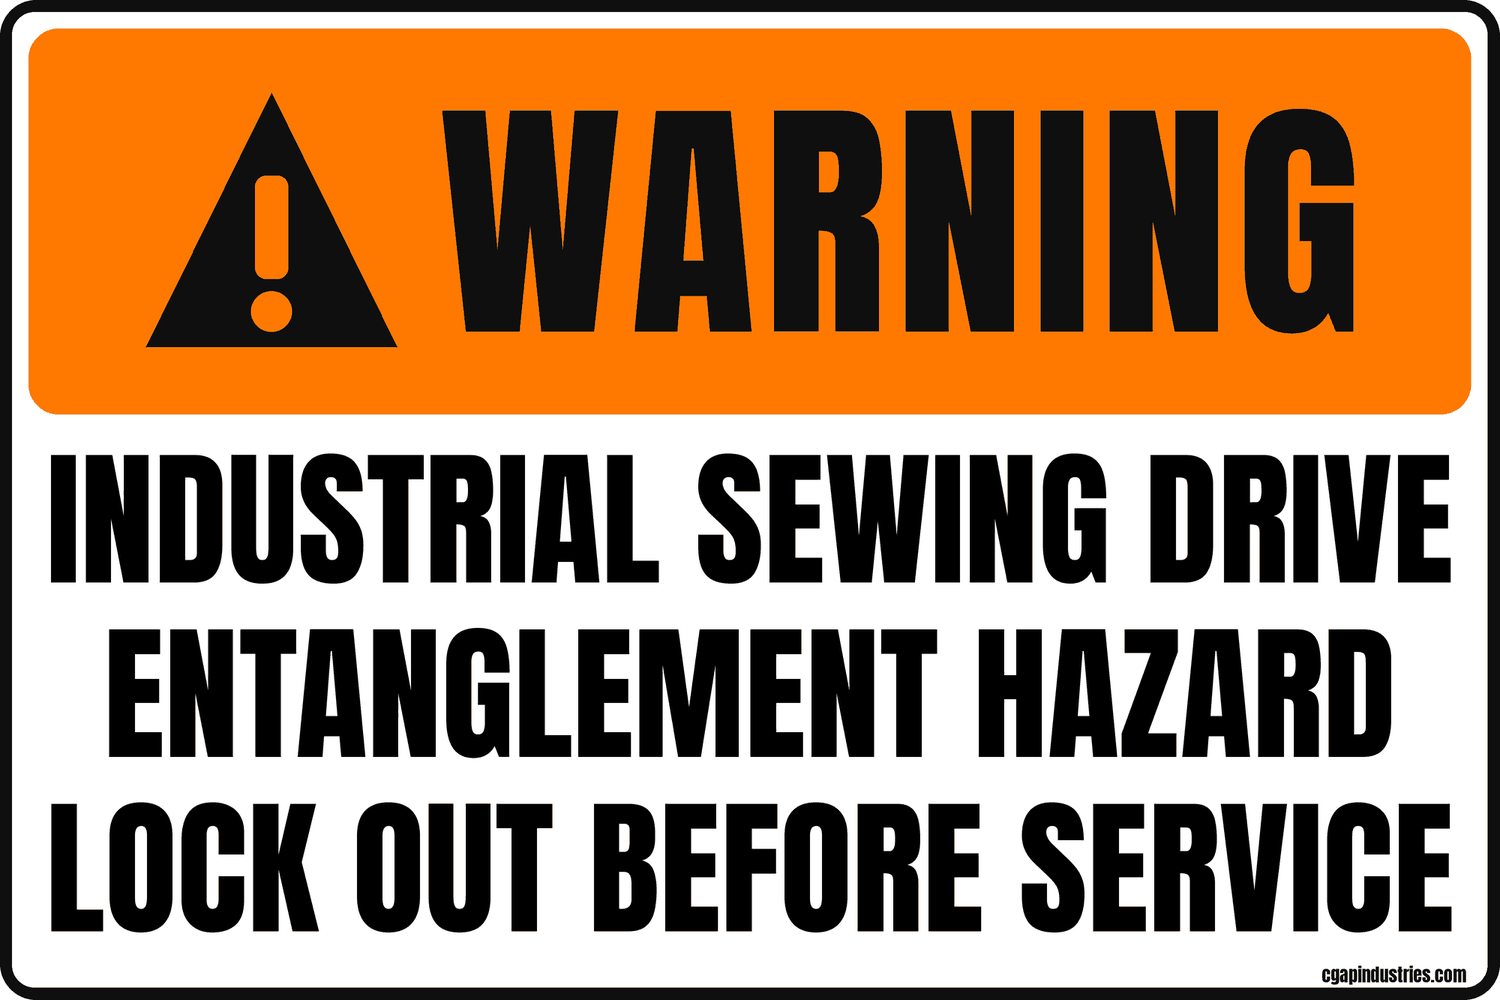 WARNING
INDUSTRIAL SEWING DRIVE
ENTANGLEMENT HAZARD
LOCK OUT BEFORE SERVICE
cgapindustries.com